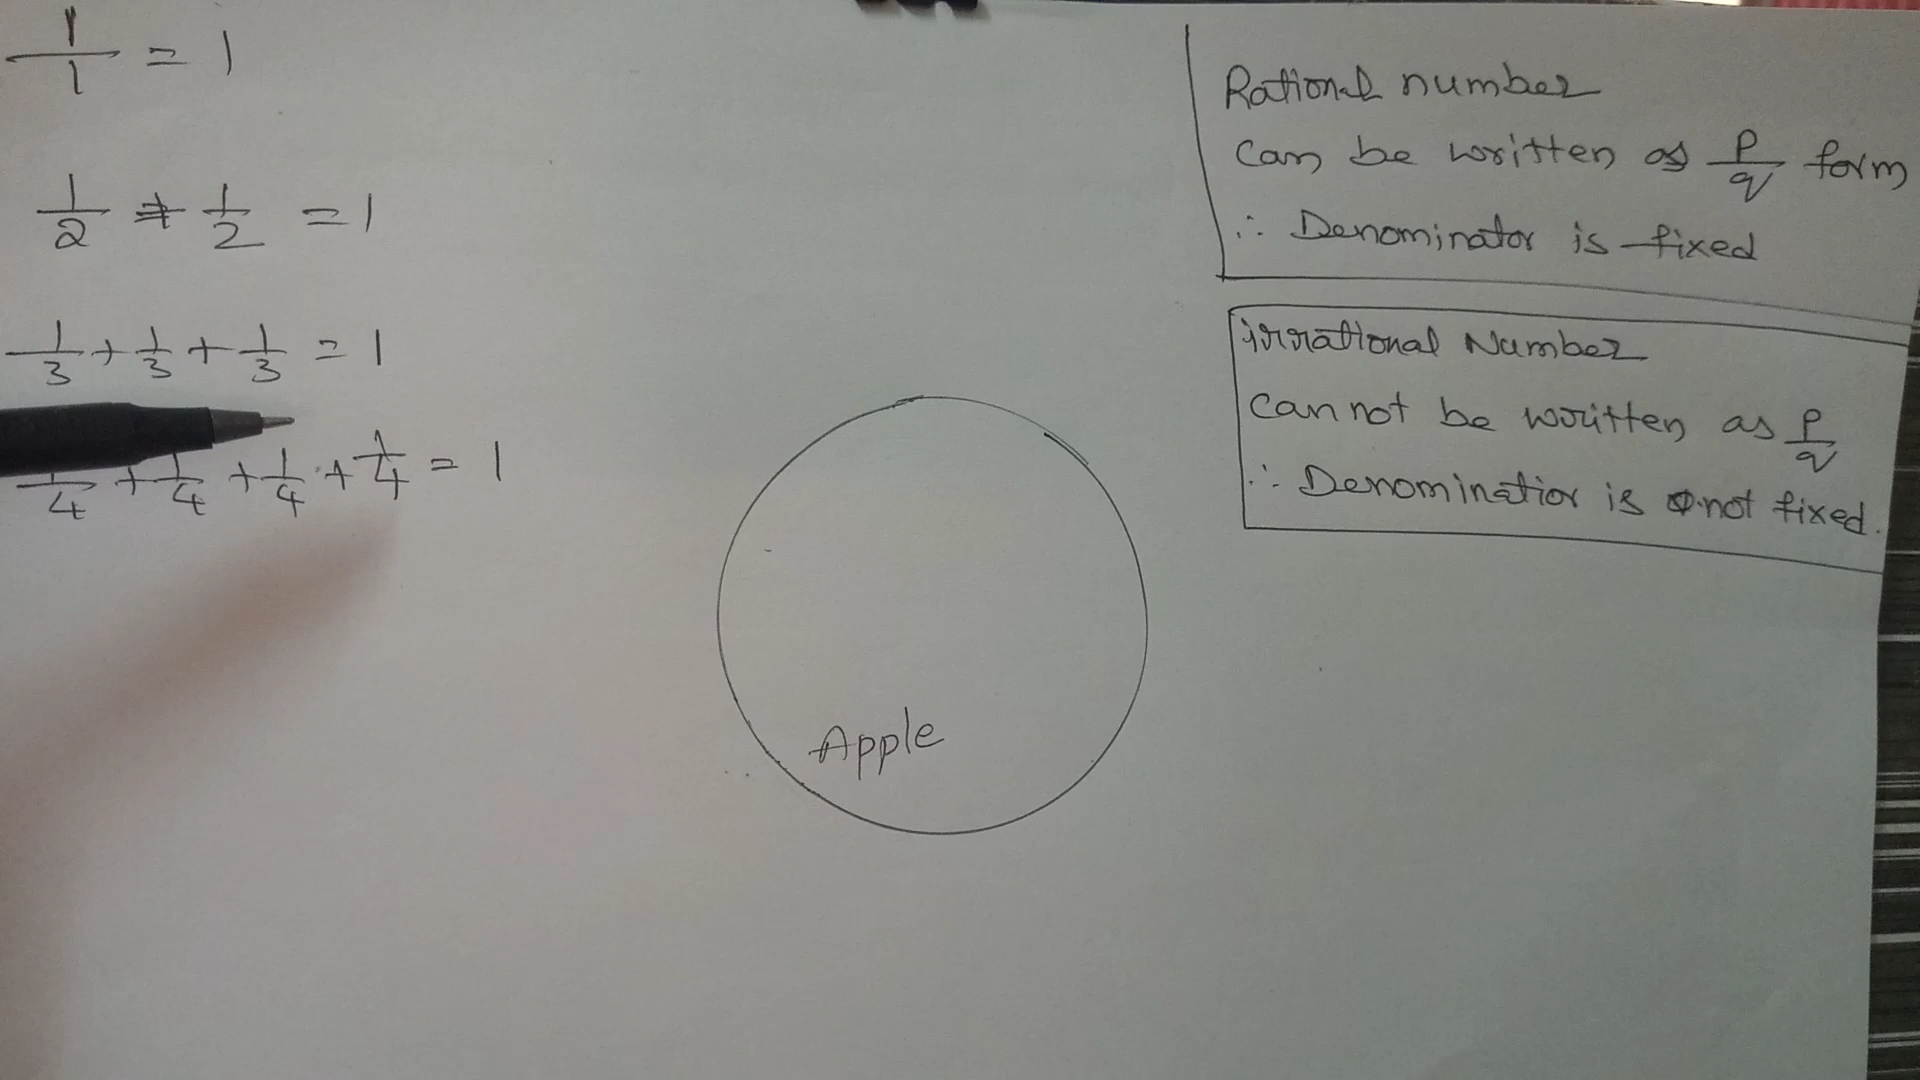 1/1 = 1
1/2 + 1/2 = 1
1/3 + 1/3 + 1/3 = 1
1/4 + 1/4 + 1/4 + 1/4 = 1
Apple
Rational number
Can be written as P/q form
∴ Denominator is fixed
irrational Number
Can not be written as P/q
∴ Denominatior is not fixed.